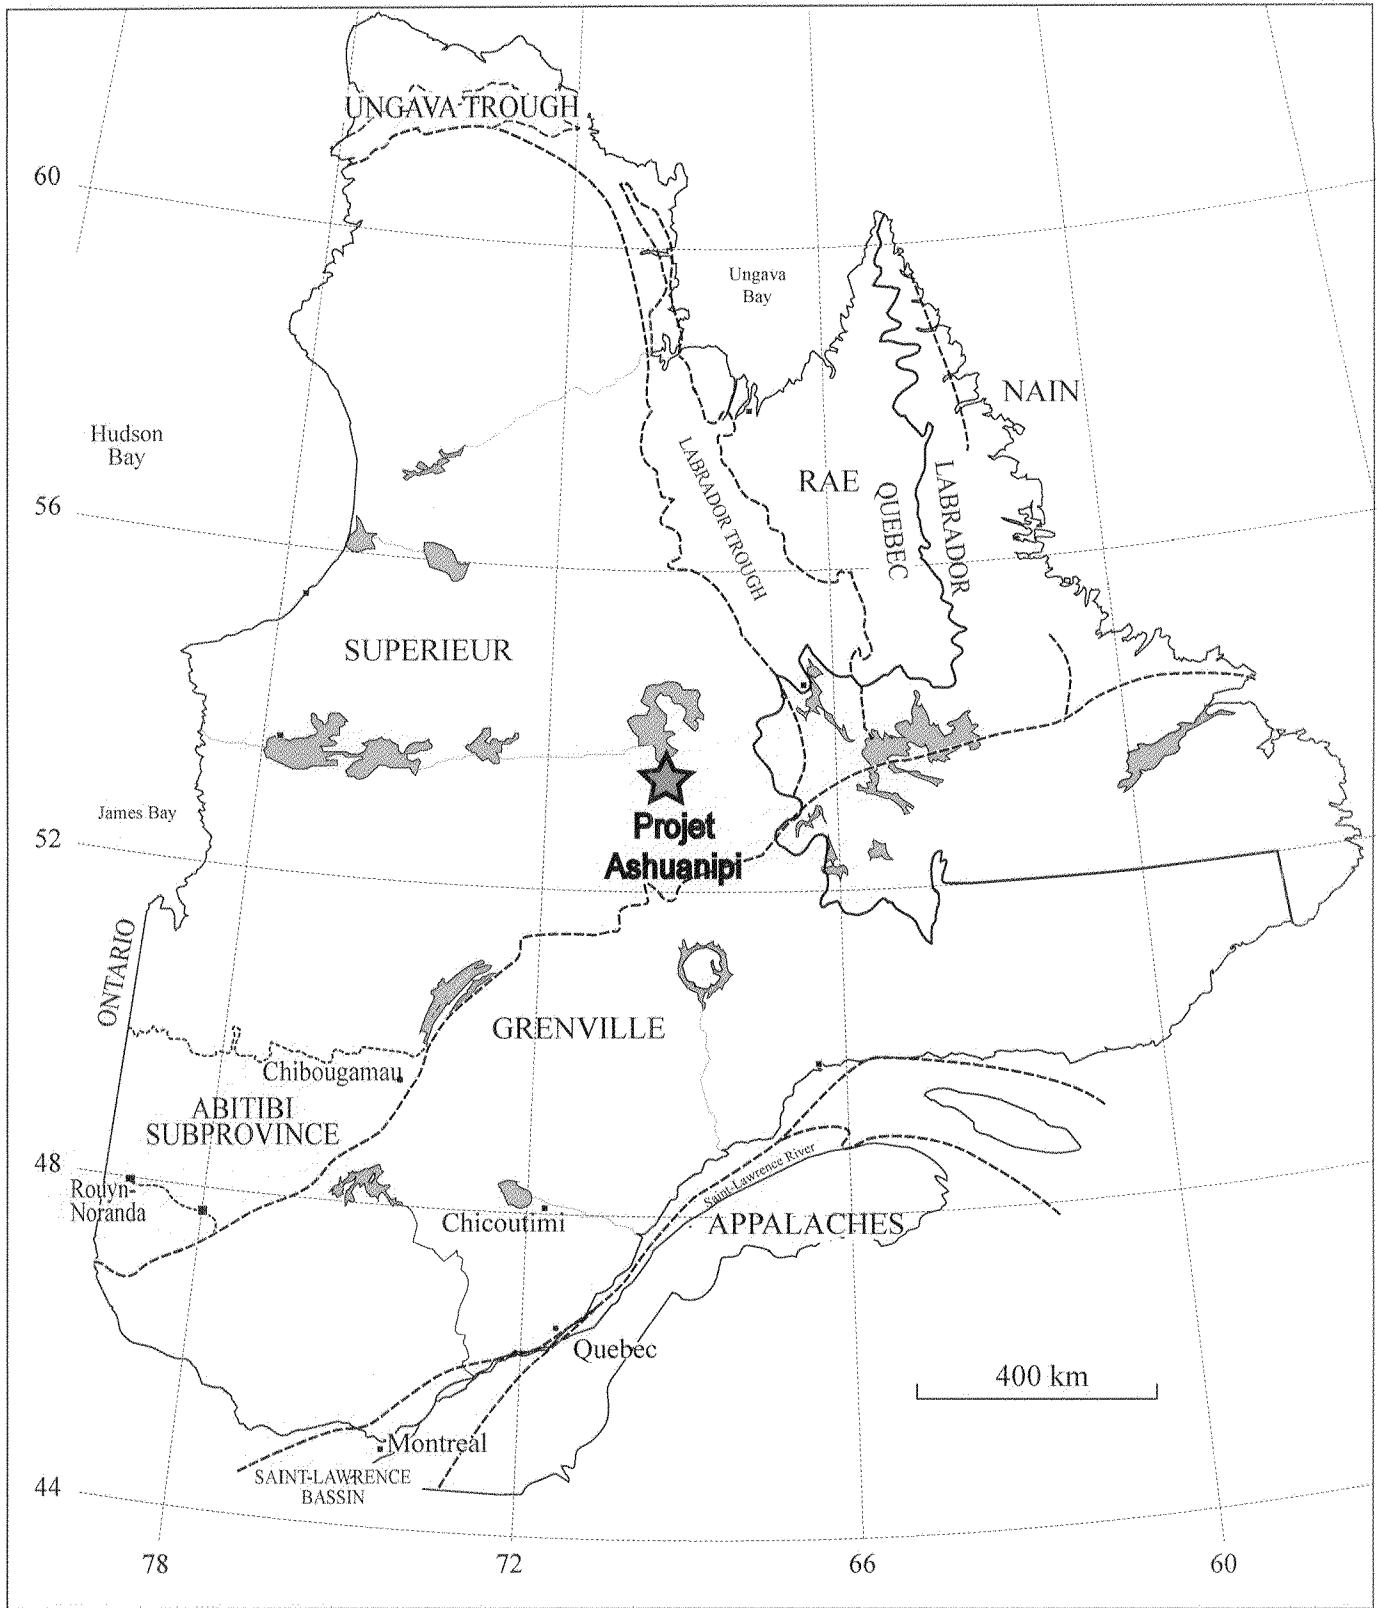 UNGAVA TROUGH
60
Ungava
Bay
NAIN
Hudson
Bay
LABRADOR TROUGH
RAE
QUEBEC
LABRADOR
56
SUPERIEUR
James Bay
Projet
Ashuanipi
52
ONTARIO
GRENVILLE
Chibougamau
ABITIBI
SUBPROVINCE
48
Rouyn-
Noranda
Saint-Lawrence River
Chicoutimi
APPALACHES
Quebec
400 km
Montreal
SAINT-LAWRENCE
BASSIN
44
78
72
66
60